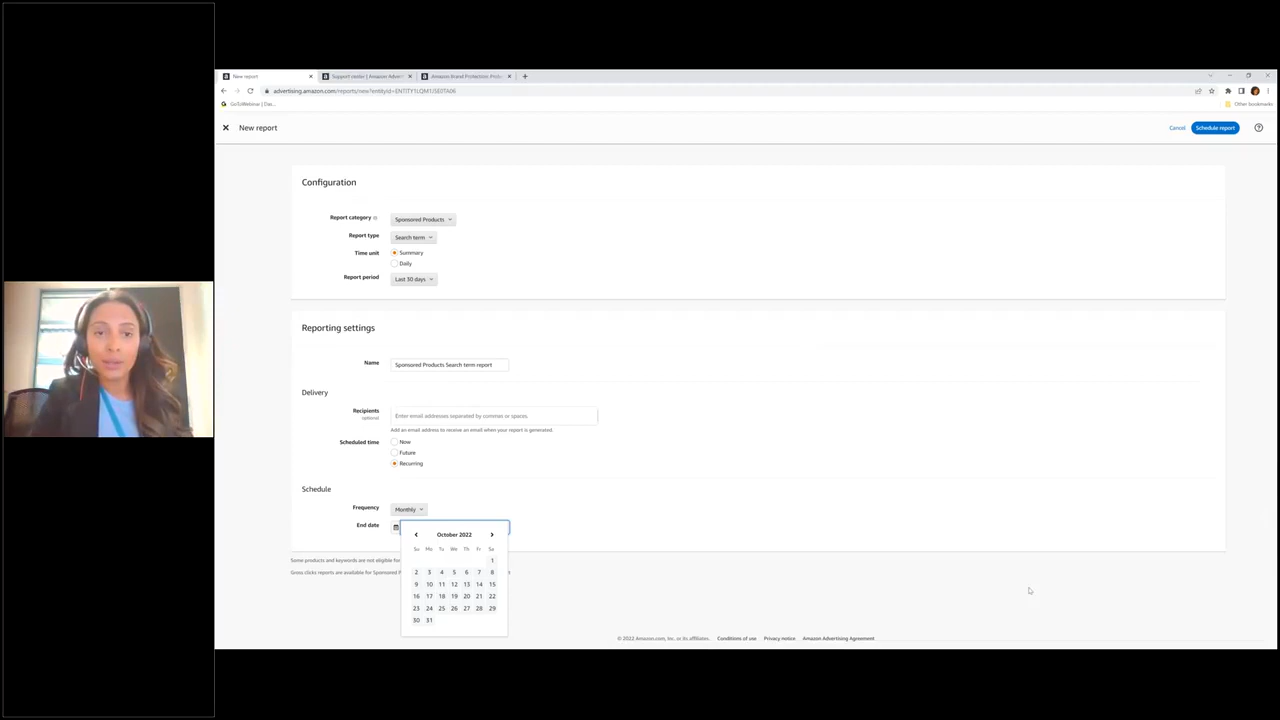 New report
Support center | Amazon Advert
Amazon Brand Protection: Prot
advertising.amazon.com/reports/new?entityId=
GoToWebinar | Das...
Other bookmarks
New report
Cancel
Schedule report
Configuration
Report category
Sponsored Products
Report type
Search term
Time unit
Summary
Daily
Report period
Last 30 days
Reporting settings
Name
Sponsored Products Search term report
Delivery
Recipients
(optional)
Enter email addresses separated by commas or spaces.
Add an email address to receive an email when your report is generated.
Scheduled time
Now
Future
Recurring
Schedule
Frequency
Monthly
End date
October 2022
Su Mo Tu We Th Fr Sa
1
2 3 4 5 6 7 8
9 10 11 12 13 14 15
16 17 18 19 20 21 22
23 24 25 26 27 28 29
30 31
Some products and keywords are not eligible for
Gross clicks reports are available for Sponsored P
© 2022 Amazon.com, Inc. or its affiliates. Conditions of use Privacy notice Amazon Advertising Agreement